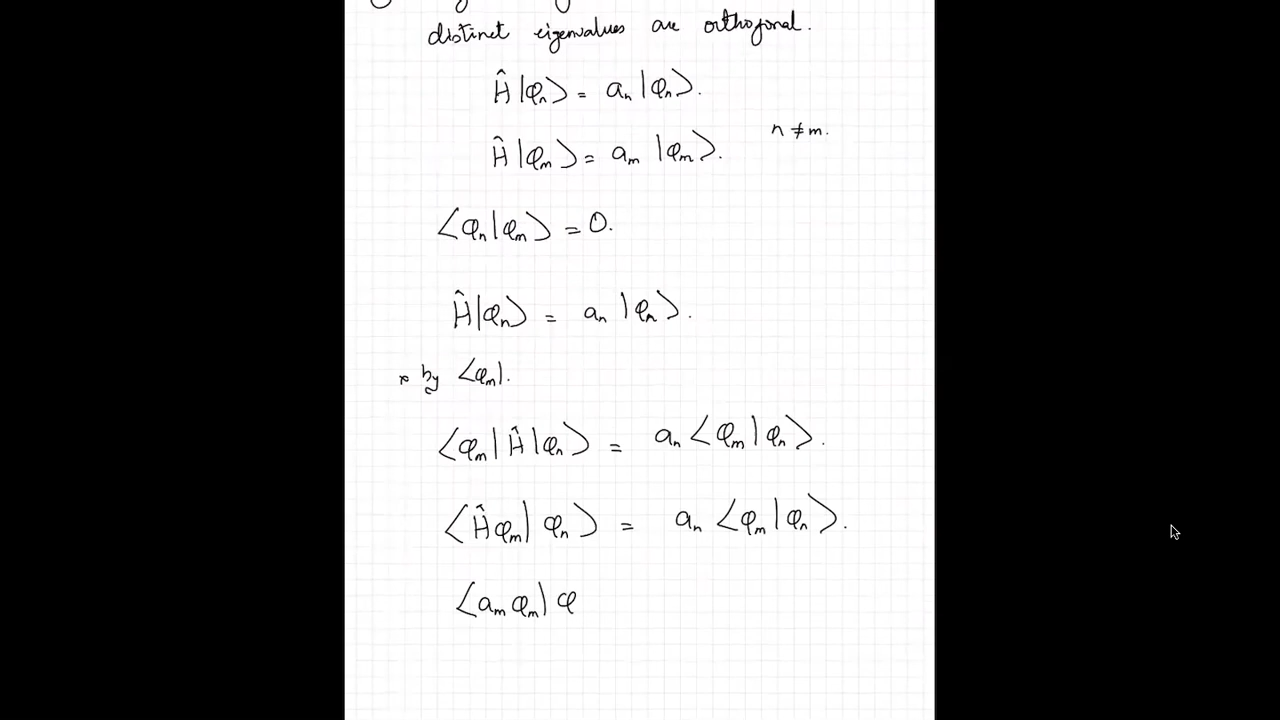 distinct eigenvalues are orthogonal.
Ĥ|φₙ⟩ = aₙ|φₙ⟩.
n ≠ m.
Ĥ|φₘ⟩ = aₘ|φₘ⟩.
⟨φₙ|φₘ⟩ = 0.
Ĥ|φₙ⟩ = aₙ|φₙ⟩.
× by ⟨φₘ|.
⟨φₘ|Ĥ|φₙ⟩ = aₙ⟨φₘ|φₙ⟩.
⟨Ĥφₘ|φₙ⟩ = aₙ⟨φₘ|φₙ⟩.
⟨aₘφₘ|φ